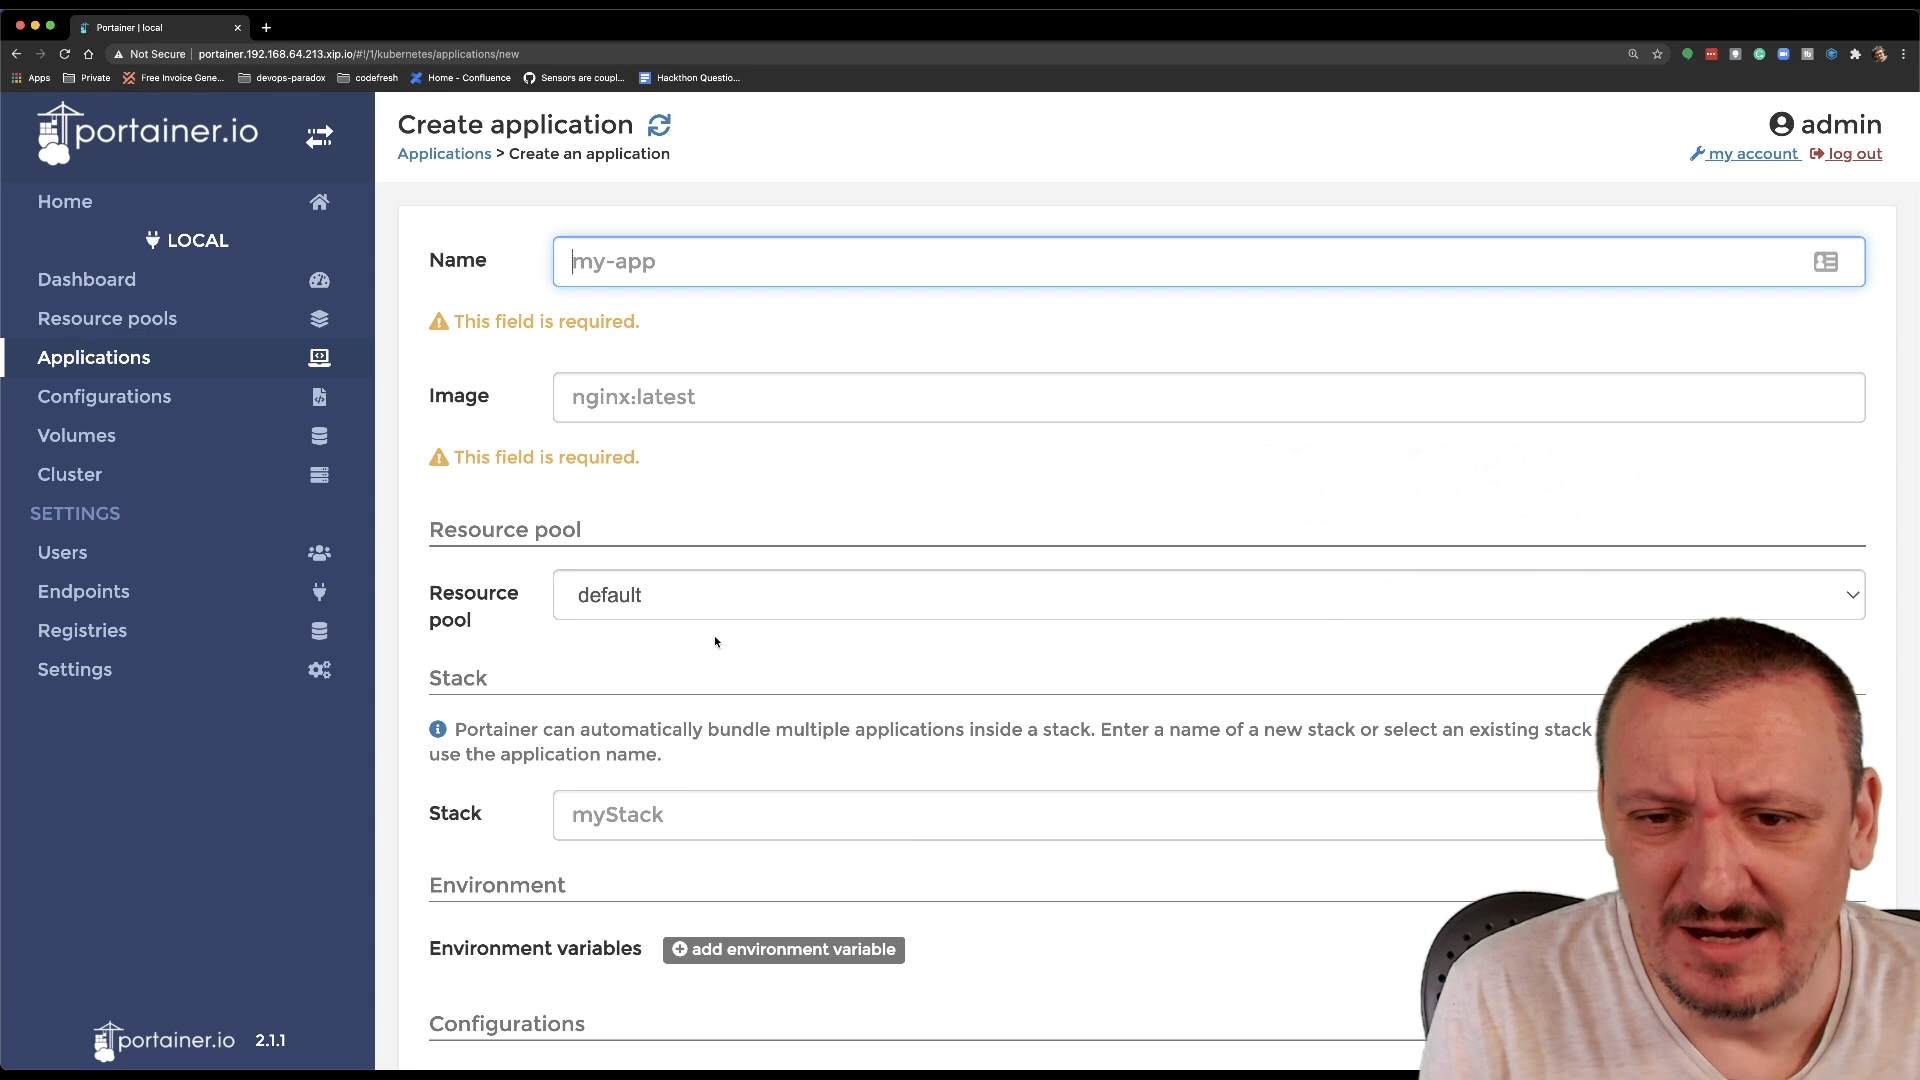 Portainer | local
Not Secure
portainer.192.168.64.213.xip.io/#!/1/kubernetes/applications/new
Apps
Private
Free Invoice Gene...
devops-paradox
codefresh
Home - Confluence
Sensors are coupl...
Hackthon Questio...
portainer.io
Home
LOCAL
Dashboard
Resource pools
Applications
Configurations
Volumes
Cluster
SETTINGS
Users
Endpoints
Registries
Settings
portainer.io 2.1.1
Create application
Applications > Create an application
admin
my account log out
Name my-app
This field is required.
Image nginx:latest
This field is required.
Resource pool
Resource pool default
Stack
Portainer can automatically bundle multiple applications inside a stack. Enter a name of a new stack or select an existing stack
use the application name.
Stack myStack
Environment
Environment variables add environment variable
Configurations